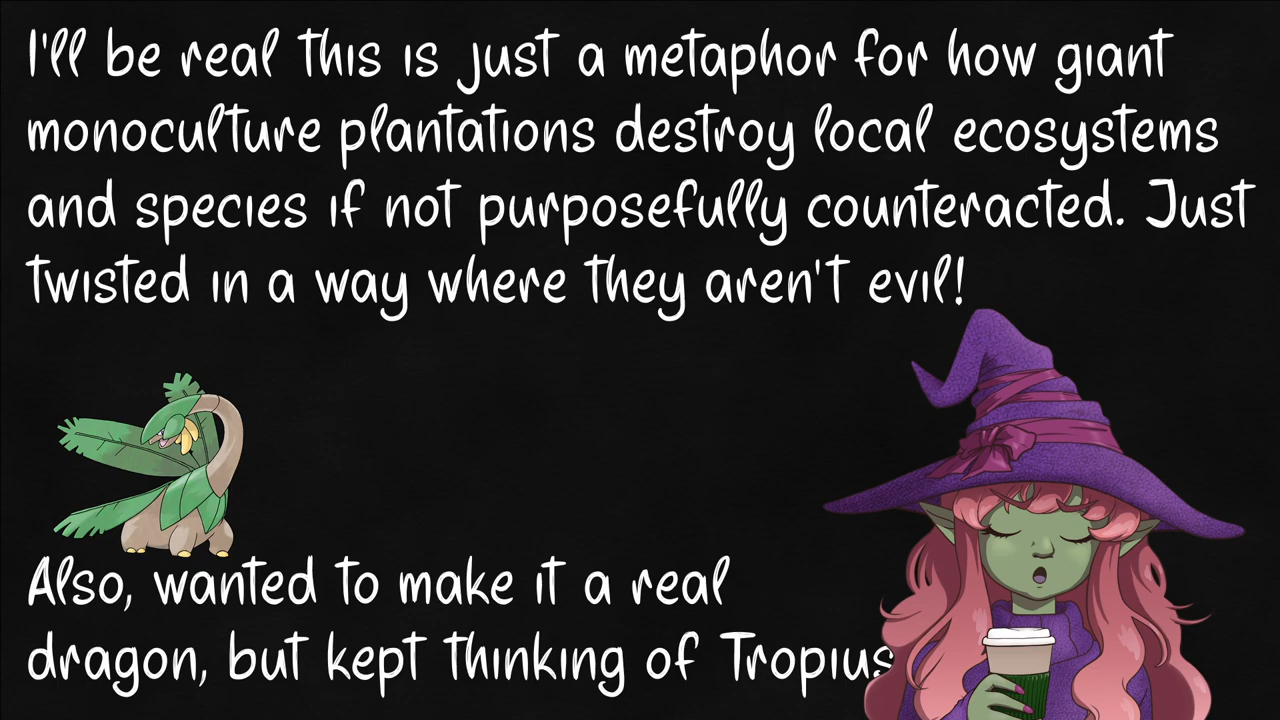 I'll be real this is just a metaphor for how giant
monoculture plantations destroy local ecosystems
and species if not purposefully counteracted. Just
twisted in a way where they aren't evil!
Also, wanted to make it a real
dragon, but kept thinking of Tropius